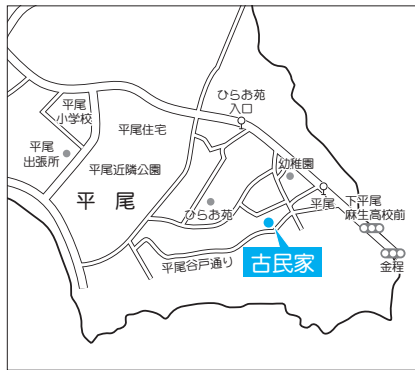 ひらお苑
入口
平尾
小学校
平尾住宅
平尾
出張所
幼稚園
平尾近隣公園
平尾
下平尾
麻生高校前
平尾
ひらお苑
古民家
金程
平尾谷戸通り